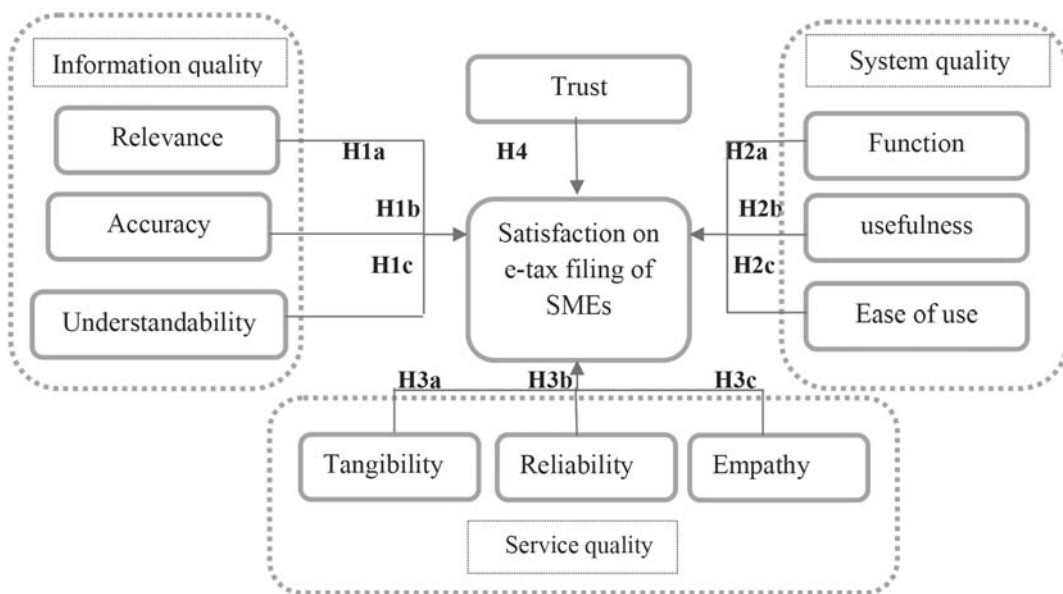 Information quality
Relevance
Accuracy
Understandability
H1a
H1b
H1c
Trust
H4
Satisfaction on
e-tax filing of
SMEs
System quality
Function
usefulness
Ease of use
H2a
H2b
H2c
H3a
H3b
H3c
Tangibility
Reliability
Empathy
Service quality